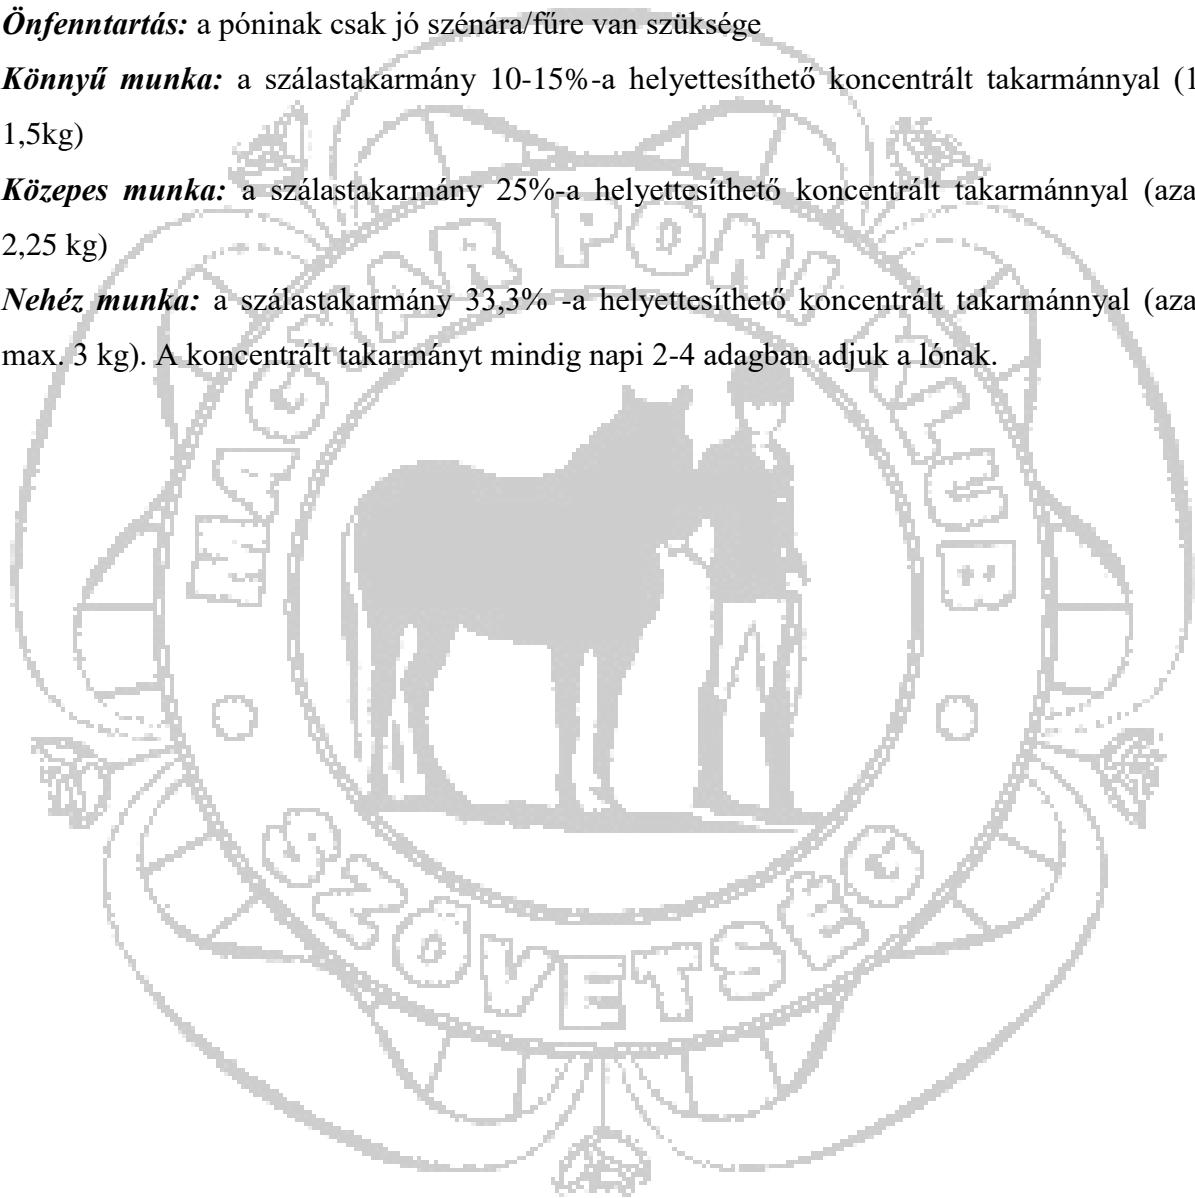 Önfenntartás: a póninak csak jó szénára/fűre van szüksége
Könnyű munka: a szálastakarmány 10-15%-a helyettesíthető koncentrált takarmánnyal (1
1,5kg)
Közepes munka: a szálastakarmány 25%-a helyettesíthető koncentrált takarmánnyal (aza
2,25 kg)
Nehéz munka: a szálastakarmány 33,3% -a helyettesíthető koncentrált takarmánnyal (aza
max. 3 kg). A koncentrált takarmányt mindig napi 2-4 adagban adjuk a lónak.
MAGYAR PONI KLUB
SZÖVETSÉG